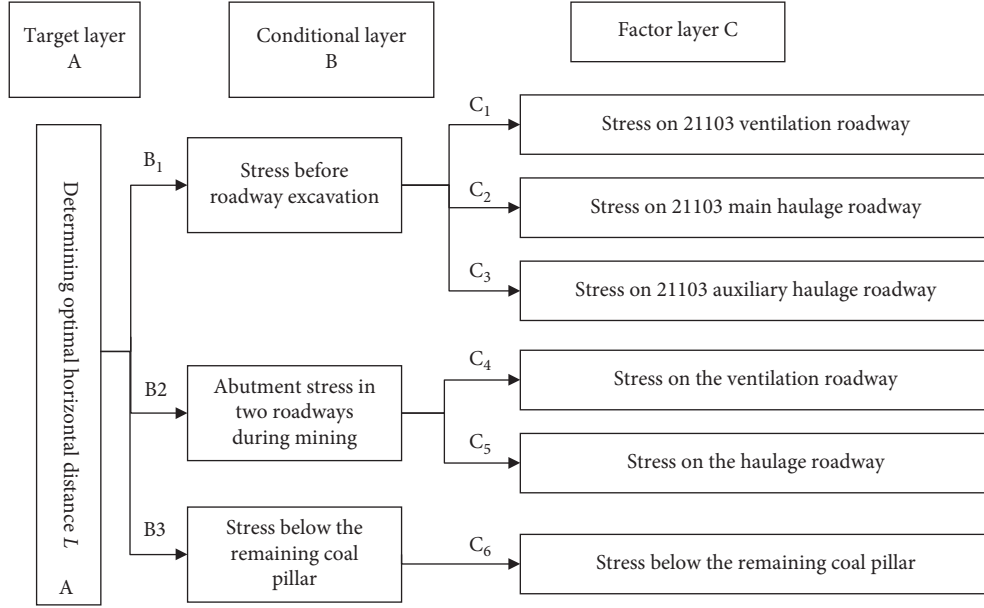 Target layer
A
Conditional layer
B
Factor layer C
Determining optimal horizontal distance L
A
B₁
Stress before
roadway excavation
C₁
Stress on 21103 ventilation roadway
C₂
Stress on 21103 main haulage roadway
C₃
Stress on 21103 auxiliary haulage roadway
B2
Abutment stress in
two roadways
during mining
C₄
Stress on the ventilation roadway
C₅
Stress on the haulage roadway
B3
Stress below the
remaining coal
pillar
C₆
Stress below the remaining coal pillar